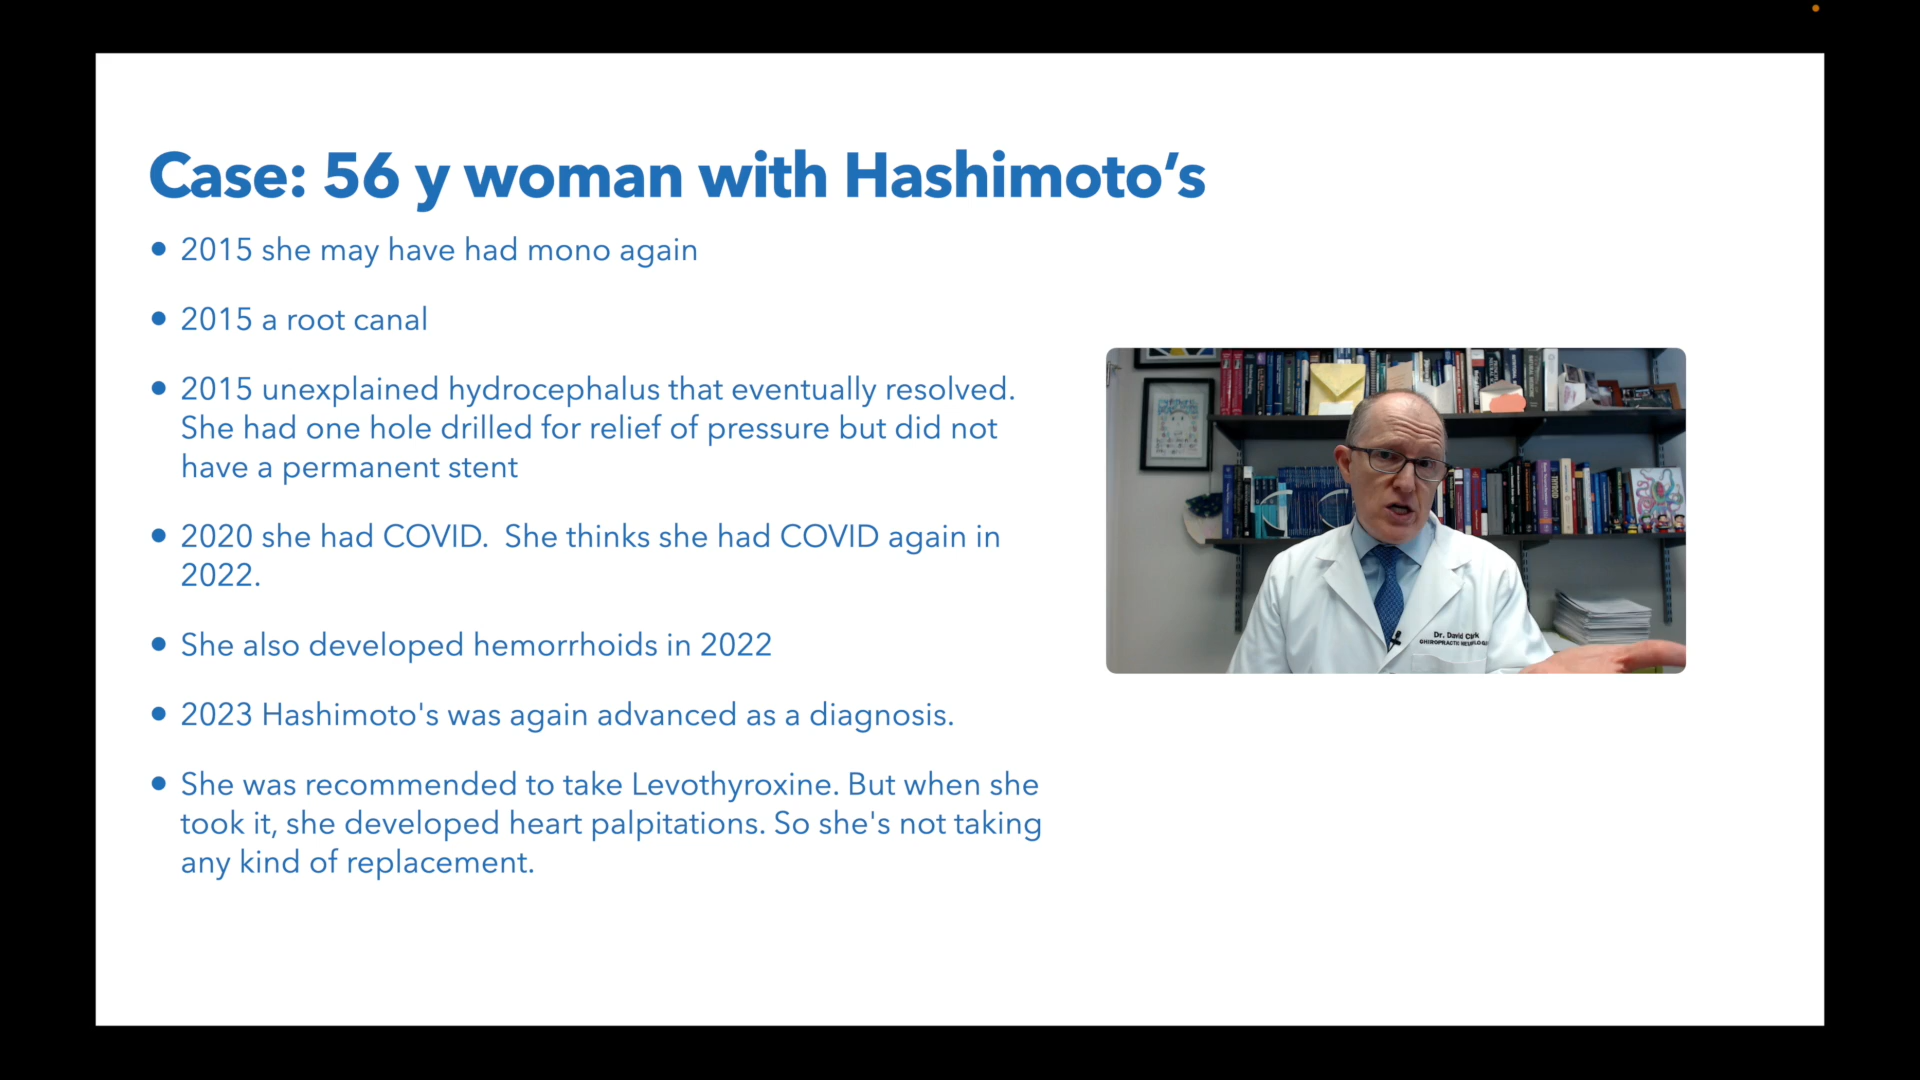 Case: 56 y woman with Hashimoto’s
• 2015 she may have had mono again
• 2015 a root canal
• 2015 unexplained hydrocephalus that eventually resolved.
She had one hole drilled for relief of pressure but did not
have a permanent stent
• 2020 she had COVID.  She thinks she had COVID again in
2022.
• She also developed hemorrhoids in 2022
• 2023 Hashimoto's was again advanced as a diagnosis.
• She was recommended to take Levothyroxine. But when she
took it, she developed heart palpitations. So she's not taking
any kind of replacement.
Dr. David Clark
CHIROPRACTIC
THYROID